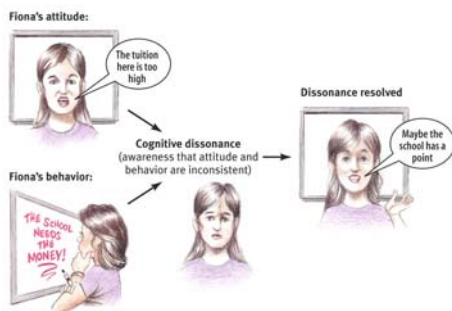 Fiona's attitude:
The tuition
here is too
high
Fiona's behavior:
THE SCHOOL
NEEDS
THE
MONEY!
Cognitive dissonance
(awareness that attitude and
behavior are inconsistent)
Dissonance resolved
Maybe the
school has a
point